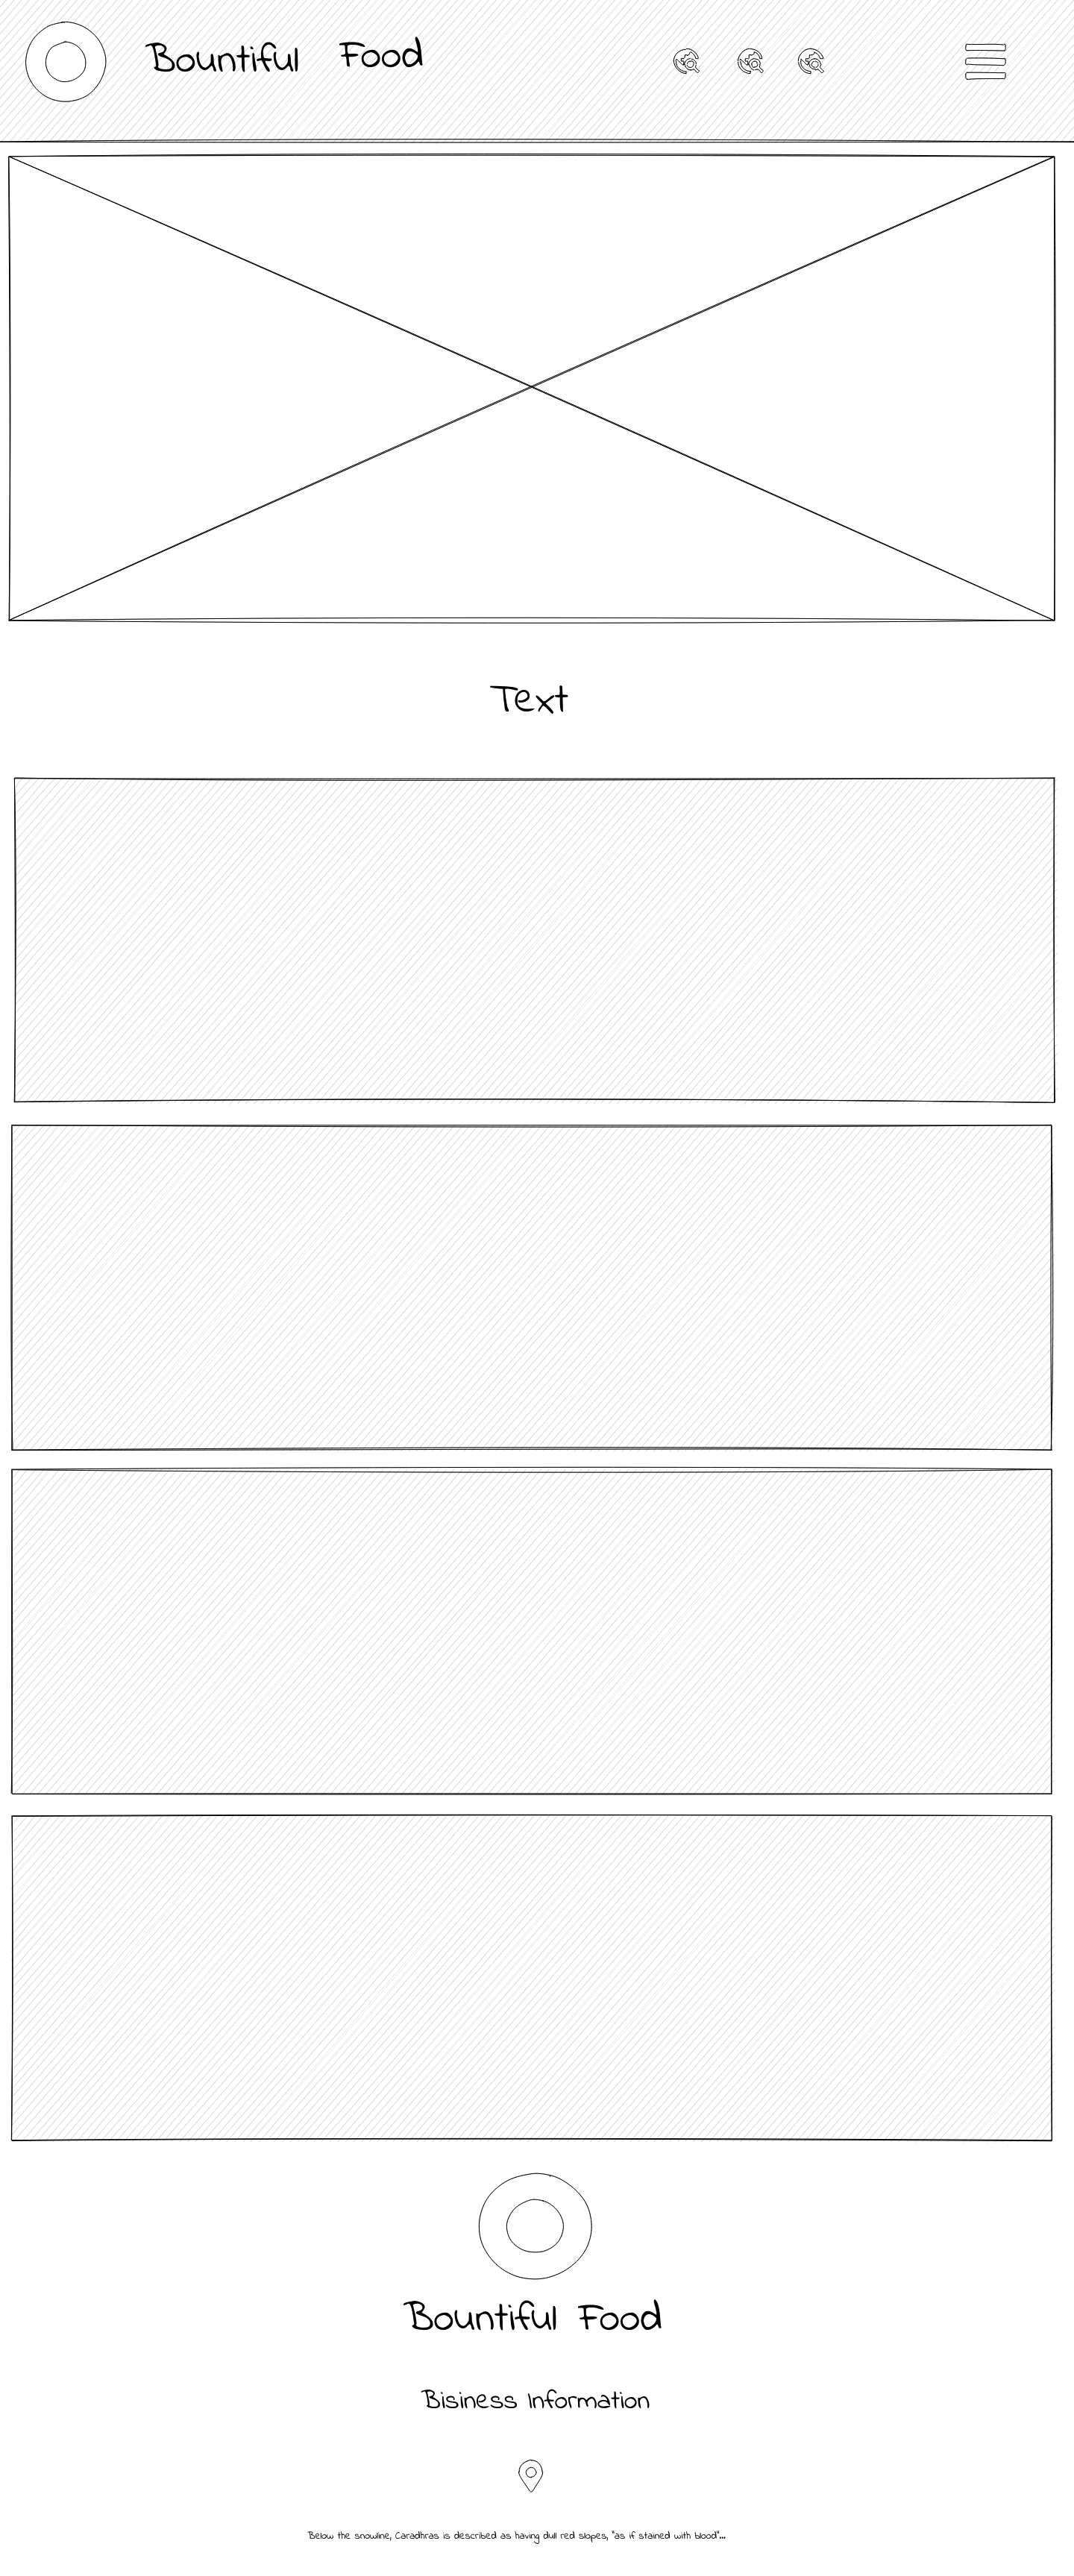 Bountiful Food
Text
Bountiful Food
Bisiness Information
Below the snowline, Caradhras is described as having dull red slopes, "as if stained with blood"...